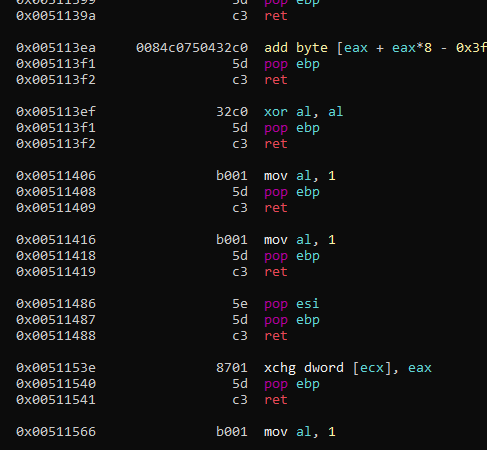 0x00511399 5d pop ebp
0x0051139a c3 ret
0x005113ea 0084c0750432c0 add byte [eax + eax*8 - 0x3f
0x005113f1 5d pop ebp
0x005113f2 c3 ret
0x005113ef 32c0 xor al, al
0x005113f1 5d pop ebp
0x005113f2 c3 ret
0x00511406 b001 mov al, 1
0x00511408 5d pop ebp
0x00511409 c3 ret
0x00511416 b001 mov al, 1
0x00511418 5d pop ebp
0x00511419 c3 ret
0x00511486 5e pop esi
0x00511487 5d pop ebp
0x00511488 c3 ret
0x0051153e 8701 xchg dword [ecx], eax
0x00511540 5d pop ebp
0x00511541 c3 ret
0x00511566 b001 mov al, 1